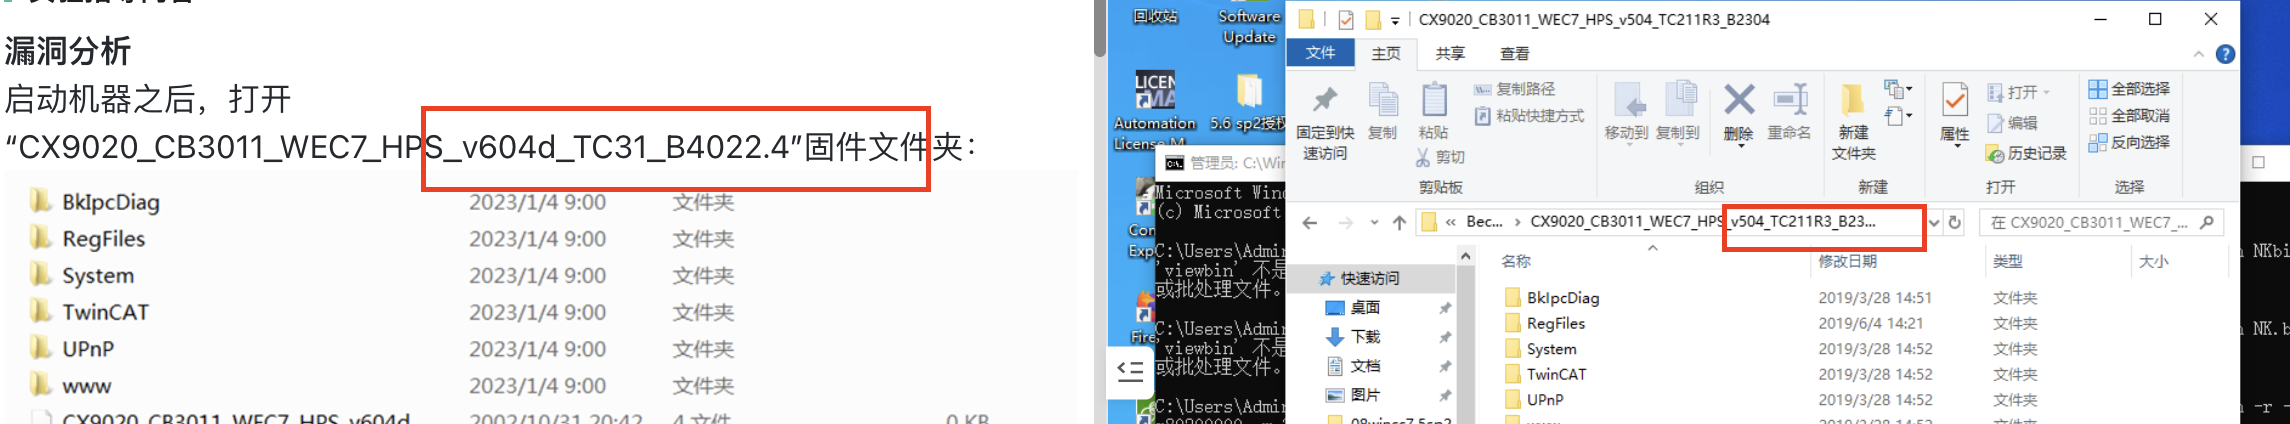 漏洞分析
启动机器之后，打开
“CX9020_CB3011_WEC7_HPS_v604d_TC31_B4022.4”固件文件夹：
BkIpcDiag 2023/1/4 9:00 文件夹
RegFiles 2023/1/4 9:00 文件夹
System 2023/1/4 9:00 文件夹
TwinCAT 2023/1/4 9:00 文件夹
UPnP 2023/1/4 9:00 文件夹
www 2023/1/4 9:00 文件夹
CX9020_CB3011_WEC7_HPS_v604d 2002/10/31 20:42 4 文件 0 KB
回收站
Software
Update
Automation
License M
5.6 sp2授权
Con
Exp
Fire
管理员: C:\Win
Microsoft Wind
(c) Microsoft
C:\Users\Admi
'viewbin' 不是
或批处理文件。
C:\Users\Admi
'viewbin' 不是
或批处理文件。
C:\Users\Admi
CX9020_CB3011_WEC7_HPS_v504_TC211R3_B2304
文件 主页 共享 查看
固定到快
速访问
复制
粘贴
复制路径
粘贴快捷方式
剪切
剪贴板
移动到
复制到
删除
重命名
组织
新建
文件夹
新建
属性
打开
编辑
历史记录
打开
全部选择
全部取消
反向选择
选择
« Bec... › CX9020_CB3011_WEC7_HPS_v504_TC211R3_B23...
在 CX9020_CB3011_WEC7_...
快速访问
桌面
下载
文档
图片
名称 修改日期 类型 大小
BkIpcDiag 2019/3/28 14:51 文件夹
RegFiles 2019/6/4 14:21 文件夹
System 2019/3/28 14:52 文件夹
TwinCAT 2019/3/28 14:52 文件夹
UPnP 2019/3/28 14:52 文件夹
NKbi
NK.b
-r -